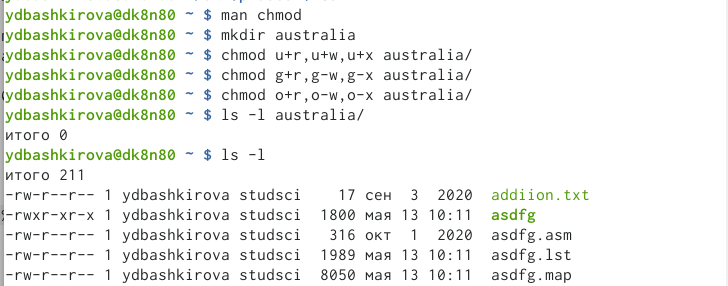 ydbashkirova@dk8n80 ~ $ man chmod
ydbashkirova@dk8n80 ~ $ mkdir australia
ydbashkirova@dk8n80 ~ $ chmod u+r,u+w,u+x australia/
ydbashkirova@dk8n80 ~ $ chmod g+r,g-w,g-x australia/
ydbashkirova@dk8n80 ~ $ chmod o+r,o-w,o-x australia/
ydbashkirova@dk8n80 ~ $ ls -l australia/
итого 0
ydbashkirova@dk8n80 ~ $ ls -l
итого 211
-rw-r--r-- 1 ydbashkirova studsci    17 сен  3  2020  addiion.txt
-rwxr-xr-x 1 ydbashkirova studsci  1800 мая 13 10:11  asdfg
-rw-r--r-- 1 ydbashkirova studsci   316 окт  1  2020  asdfg.asm
-rw-r--r-- 1 ydbashkirova studsci  1989 мая 13 10:11  asdfg.lst
-rw-r--r-- 1 ydbashkirova studsci  8050 мая 13 10:11  asdfg.map